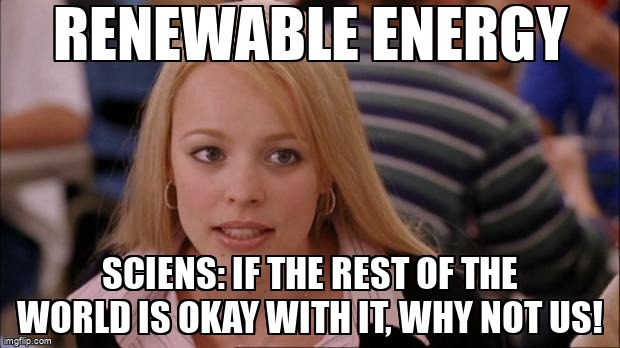 RENEWABLE ENERGY
SCIENS: IF THE REST OF THE
WORLD IS OKAY WITH IT, WHY NOT US!
imgflip.com